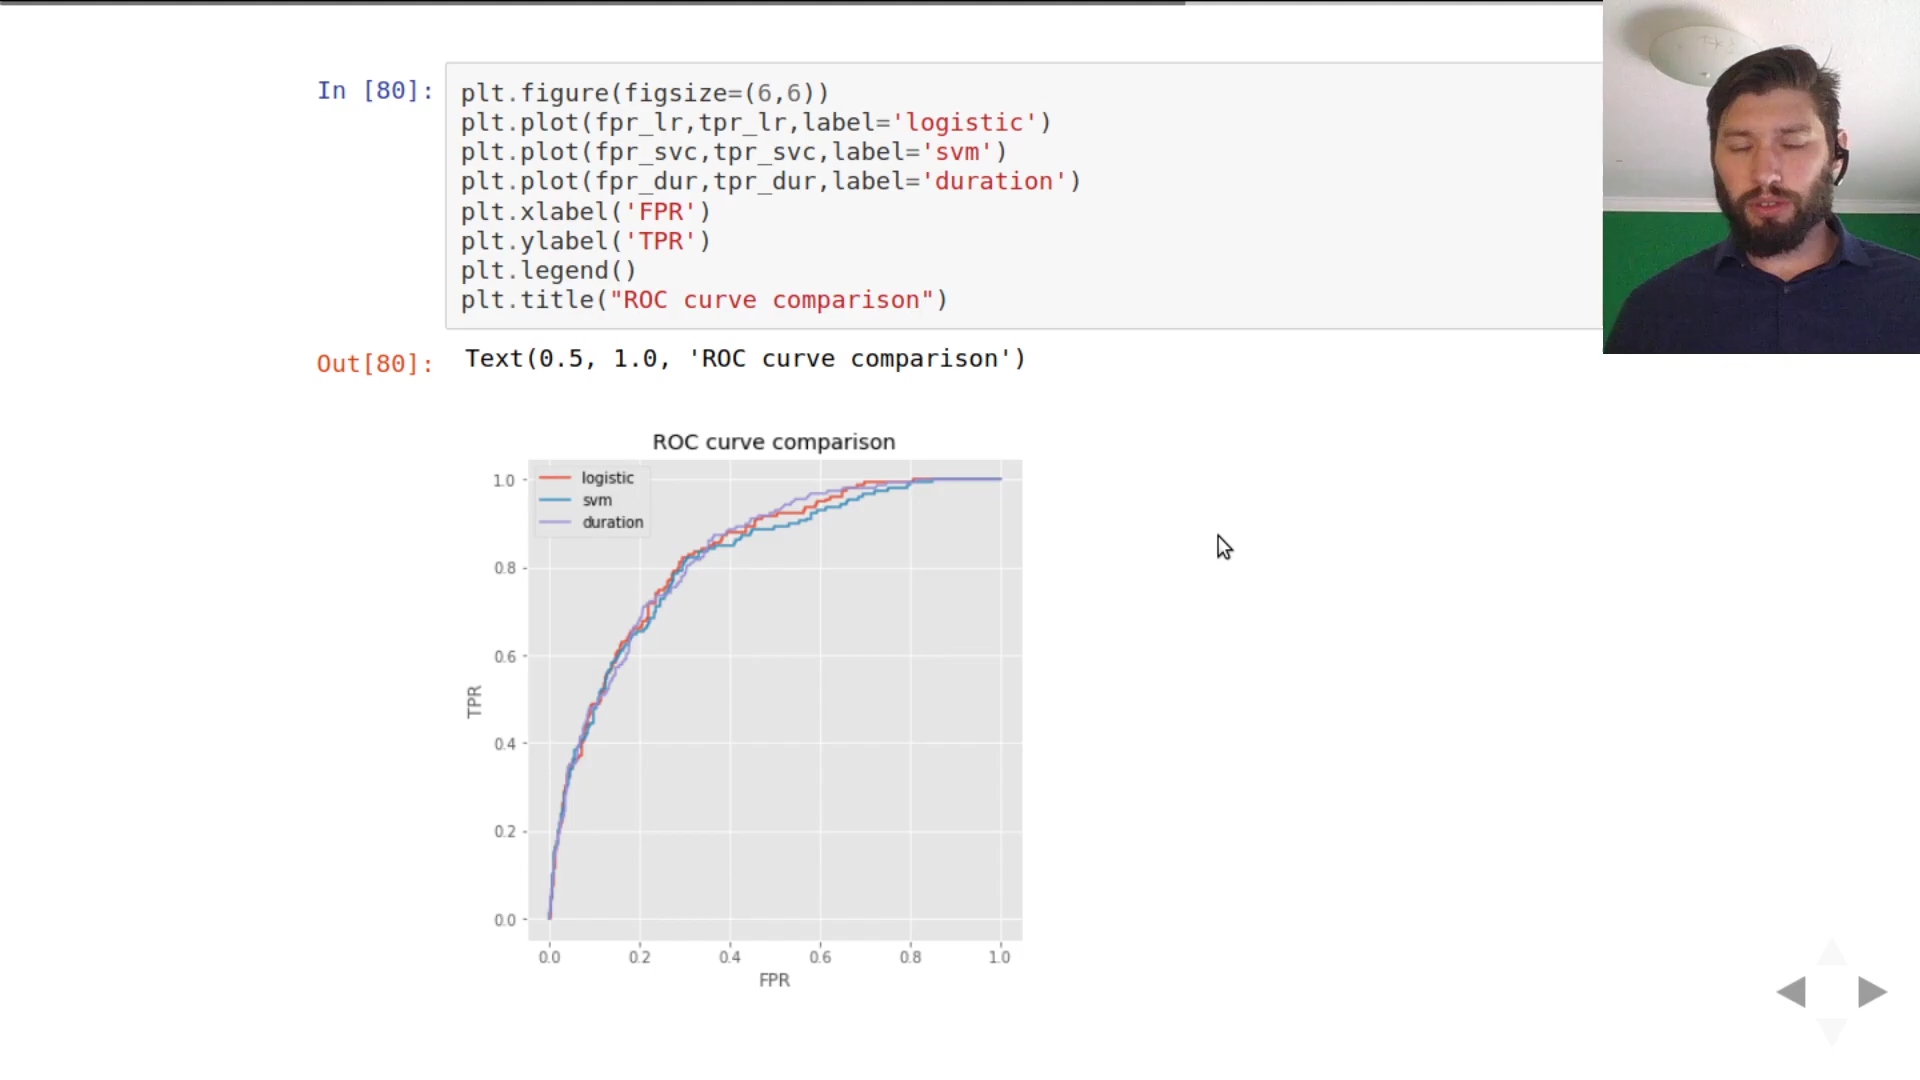 In [80]:
plt.figure(figsize=(6,6))
plt.plot(fpr_lr,tpr_lr,label='logistic')
plt.plot(fpr_svc,tpr_svc,label='svm')
plt.plot(fpr_dur,tpr_dur,label='duration')
plt.xlabel('FPR')
plt.ylabel('TPR')
plt.legend()
plt.title("ROC curve comparison")
Out[80]:
Text(0.5, 1.0, 'ROC curve comparison')
ROC curve comparison
logistic
svm
duration
1.0
0.8
0.6
0.4
0.2
0.0
TPR
0.0 0.2 0.4 0.6 0.8 1.0
FPR